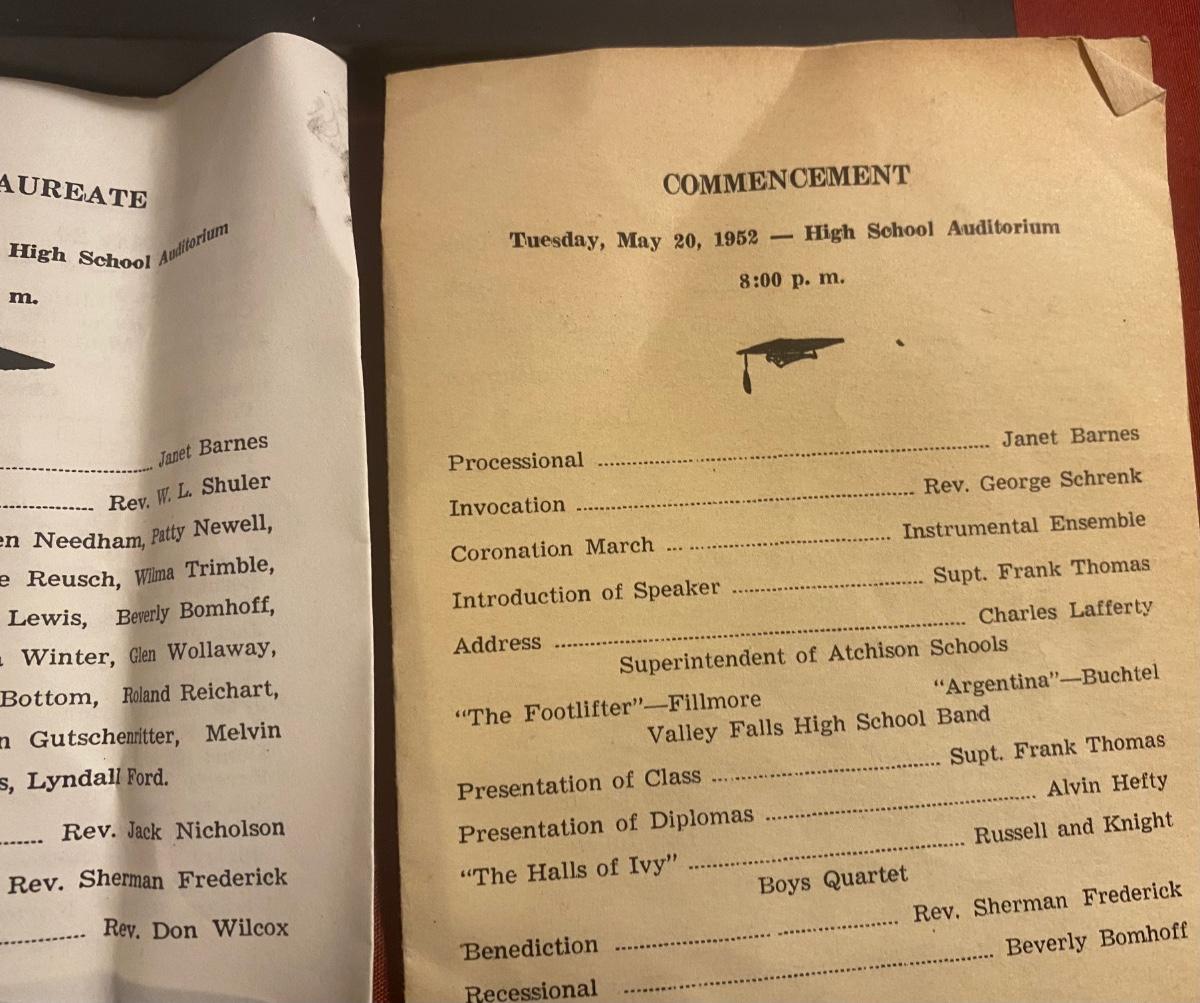 AUREATE
High School Auditorium
m.
Janet Barnes
Rev. W. L. Shuler
en Needham, Patty Newell,
e Reusch, Wilma Trimble,
Lewis, Beverly Bomhoff,
Winter, Glen Wollaway,
Bottom, Roland Reichart,
n Gutschenritter, Melvin
s, Lyndall Ford.
Rev. Jack Nicholson
Rev. Sherman Frederick
Rev. Don Wilcox
COMMENCEMENT
Tuesday, May 20, 1952 — High School Auditorium
8:00 p. m.
Processional ........ Janet Barnes
Invocation ........ Rev. George Schrenk
Coronation March ........ Instrumental Ensemble
Introduction of Speaker ........ Supt. Frank Thomas
Address ........ Charles Lafferty
Superintendent of Atchison Schools
“The Footlifter”—Fillmore “Argentina”—Buchtel
Valley Falls High School Band
Presentation of Class ........ Supt. Frank Thomas
Presentation of Diplomas ........ Alvin Hefty
“The Halls of Ivy” ........ Russell and Knight
Boys Quartet
Benediction ........ Rev. Sherman Frederick
Recessional ........ Beverly Bomhoff